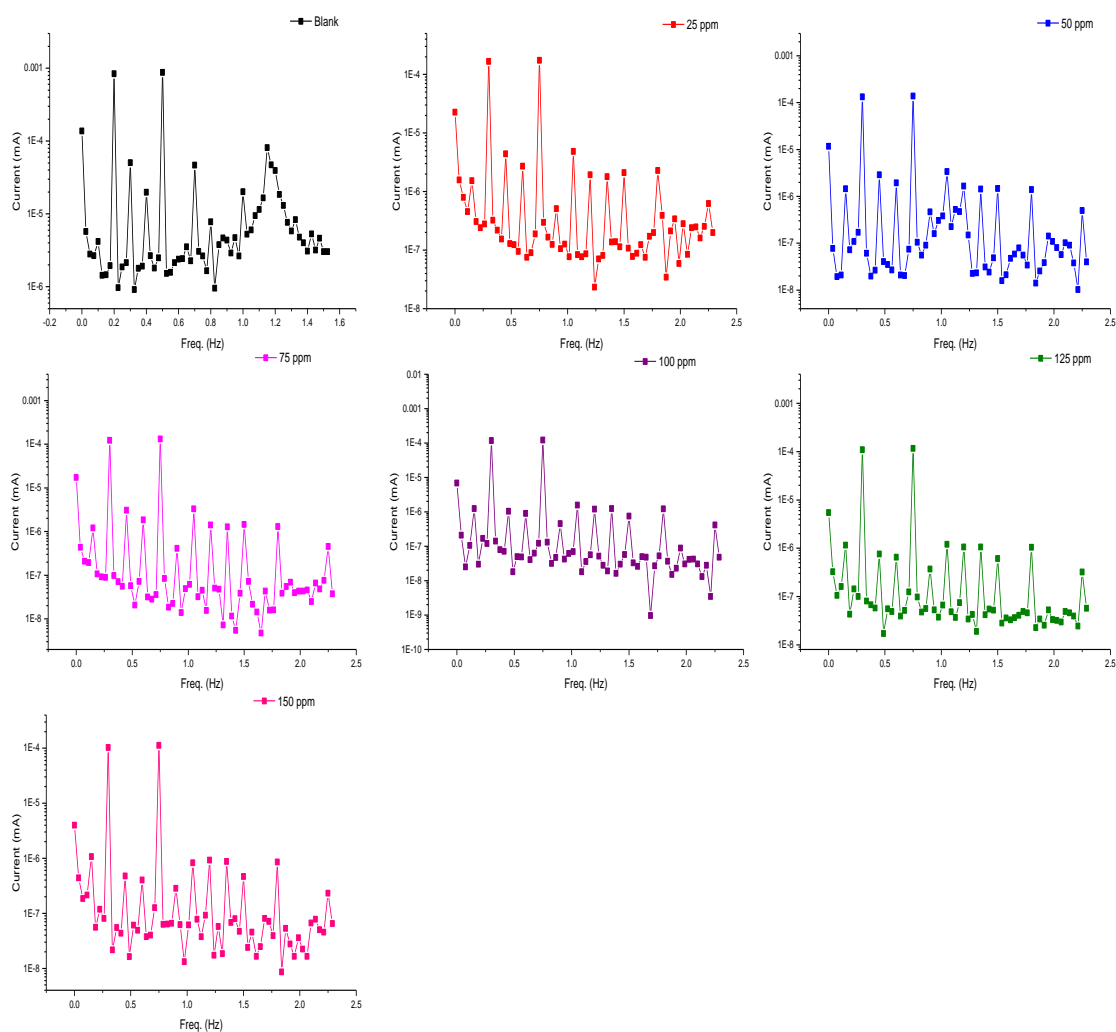 Blank
0.001
1E-4
1E-5
1E-6
Current (mA)
-0.2 0.0 0.2 0.4 0.6 0.8 1.0 1.2 1.4 1.6
Freq. (Hz)
25 ppm
1E-4
1E-5
1E-6
1E-7
1E-8
Current (mA)
0.0 0.5 1.0 1.5 2.0 2.5
Freq. (Hz)
50 ppm
0.001
1E-4
1E-5
1E-6
1E-7
1E-8
Current (mA)
0.0 0.5 1.0 1.5 2.0 2.5
Freq. (Hz)
75 ppm
0.001
1E-4
1E-5
1E-6
1E-7
1E-8
Current (mA)
0.0 0.5 1.0 1.5 2.0 2.5
Freq. (Hz)
100 ppm
0.01
0.001
1E-4
1E-5
1E-6
1E-7
1E-8
1E-9
1E-10
Current (mA)
0.0 0.5 1.0 1.5 2.0 2.5
Freq. (Hz)
125 ppm
0.001
1E-4
1E-5
1E-6
1E-7
1E-8
Current (mA)
0.0 0.5 1.0 1.5 2.0 2.5
Freq. (Hz)
150 ppm
1E-4
1E-5
1E-6
1E-7
1E-8
Current (mA)
0.0 0.5 1.0 1.5 2.0 2.5
Freq. (Hz)